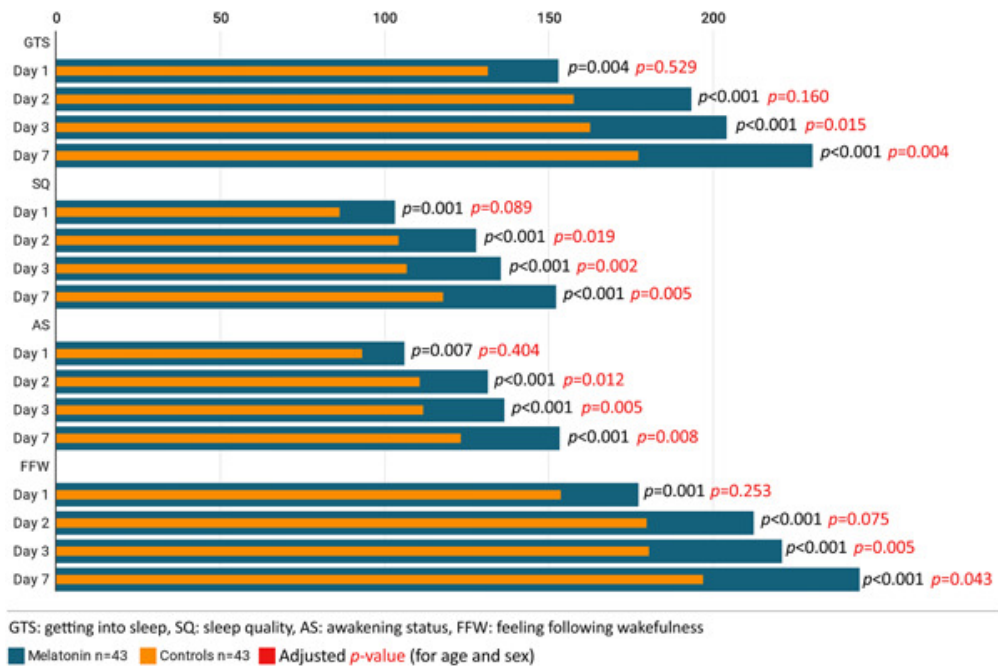 0 50 100 150 200
GTS
Day 1 p=0.004 p=0.529
Day 2 p<0.001 p=0.160
Day 3 p<0.001 p=0.015
Day 7 p<0.001 p=0.004
SQ
Day 1 p=0.001 p=0.089
Day 2 p<0.001 p=0.019
Day 3 p<0.001 p=0.002
Day 7 p<0.001 p=0.005
AS
Day 1 p=0.007 p=0.404
Day 2 p<0.001 p=0.012
Day 3 p<0.001 p=0.005
Day 7 p<0.001 p=0.008
FFW
Day 1 p=0.001 p=0.253
Day 2 p<0.001 p=0.075
Day 3 p<0.001 p=0.005
Day 7 p<0.001 p=0.043
GTS: getting into sleep, SQ: sleep quality, AS: awakening status, FFW: feeling following wakefulness
Melatonin n=43 Controls n=43 Adjusted p-value (for age and sex)